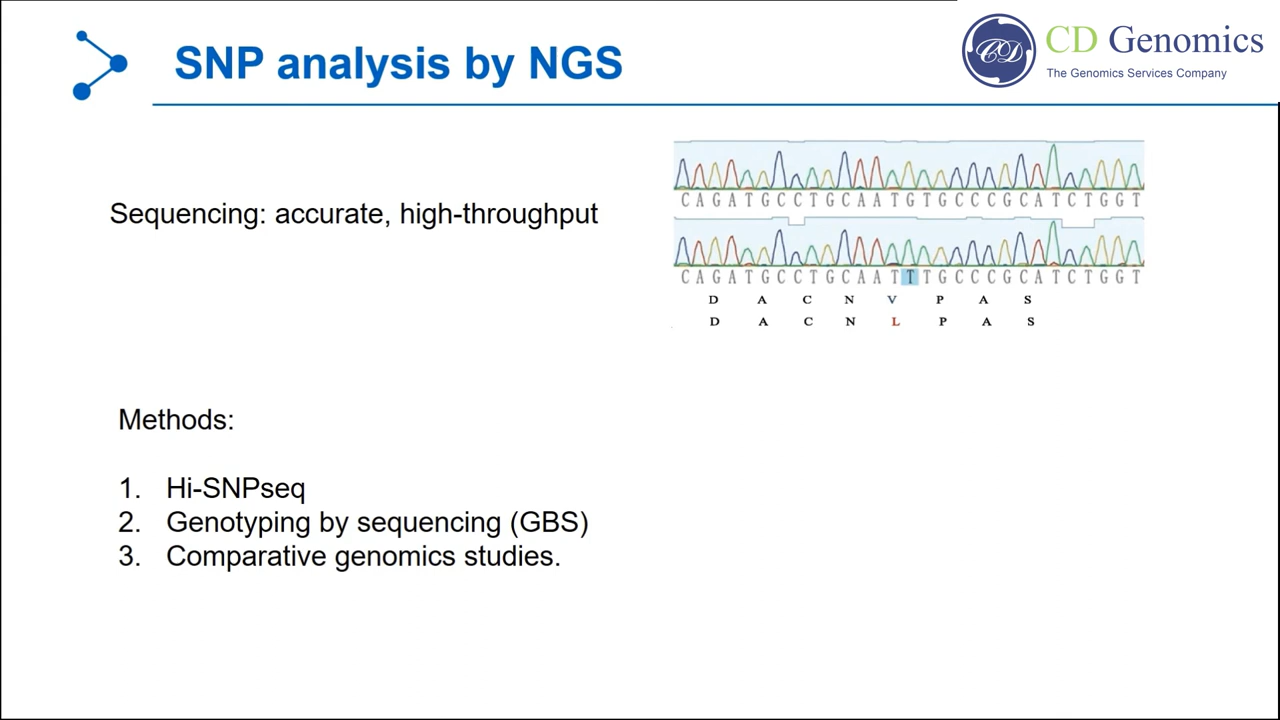 SNP analysis by NGS
CD
CD Genomics
The Genomics Services Company
Sequencing: accurate, high-throughput
C A G A T G C C T G C A A T G T G C C C G C A T C T G G T
C A G A T G C C T G C A A T T T G C C C G C A T C T G G T
D A C N V P A S
D A C N L P A S
Methods:
1. Hi-SNPseq
2. Genotyping by sequencing (GBS)
3. Comparative genomics studies.